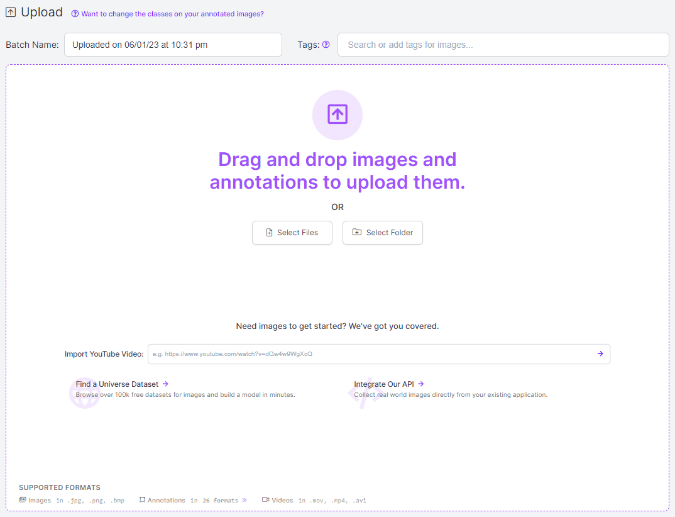 Upload Want to change the classes on your annotated images?
Batch Name: Uploaded on 06/01/23 at 10:31 pm Tags: Search or add tags for images...
Drag and drop images and
annotations to upload them.
OR
Select Files Select Folder
Need images to get started? We've got you covered.
Import YouTube Video: e.g. https://www.youtube.com/watch?v=
Find a Universe Dataset → Integrate Our API →
Browse over 100k free datasets for images and build a model in minutes. Collect real world images directly from your existing application.
SUPPORTED FORMATS
Images in .jpg, .png, .bmp Annotations in 26 formats » Videos in .mov, .mp4, .avi